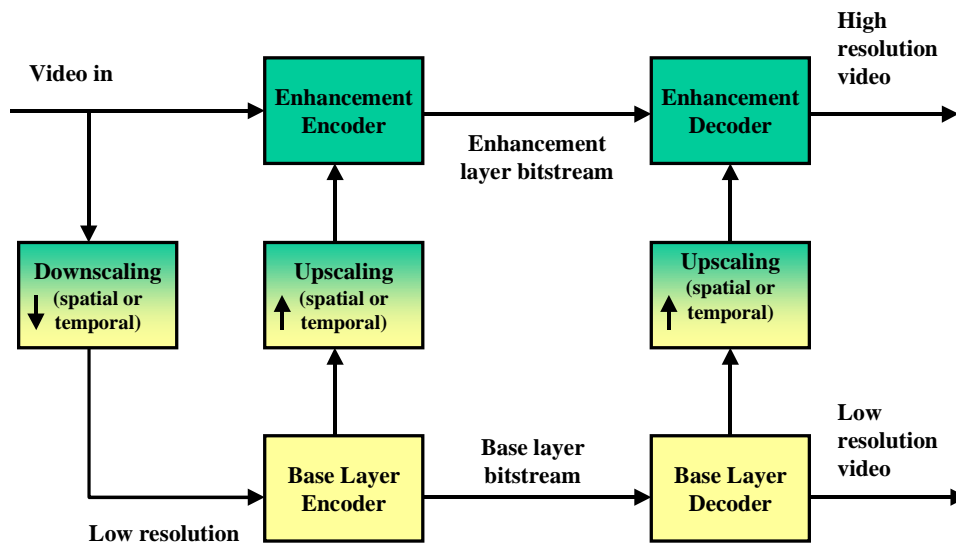 High
resolution
video
Video in
Enhancement
Encoder
Enhancement
Decoder
Enhancement
layer bitstream
Downscaling
(spatial or
temporal)
Upscaling
(spatial or
temporal)
Upscaling
(spatial or
temporal)
Low
resolution
video
Base layer
bitstream
Base Layer
Encoder
Base Layer
Decoder
Low resolution